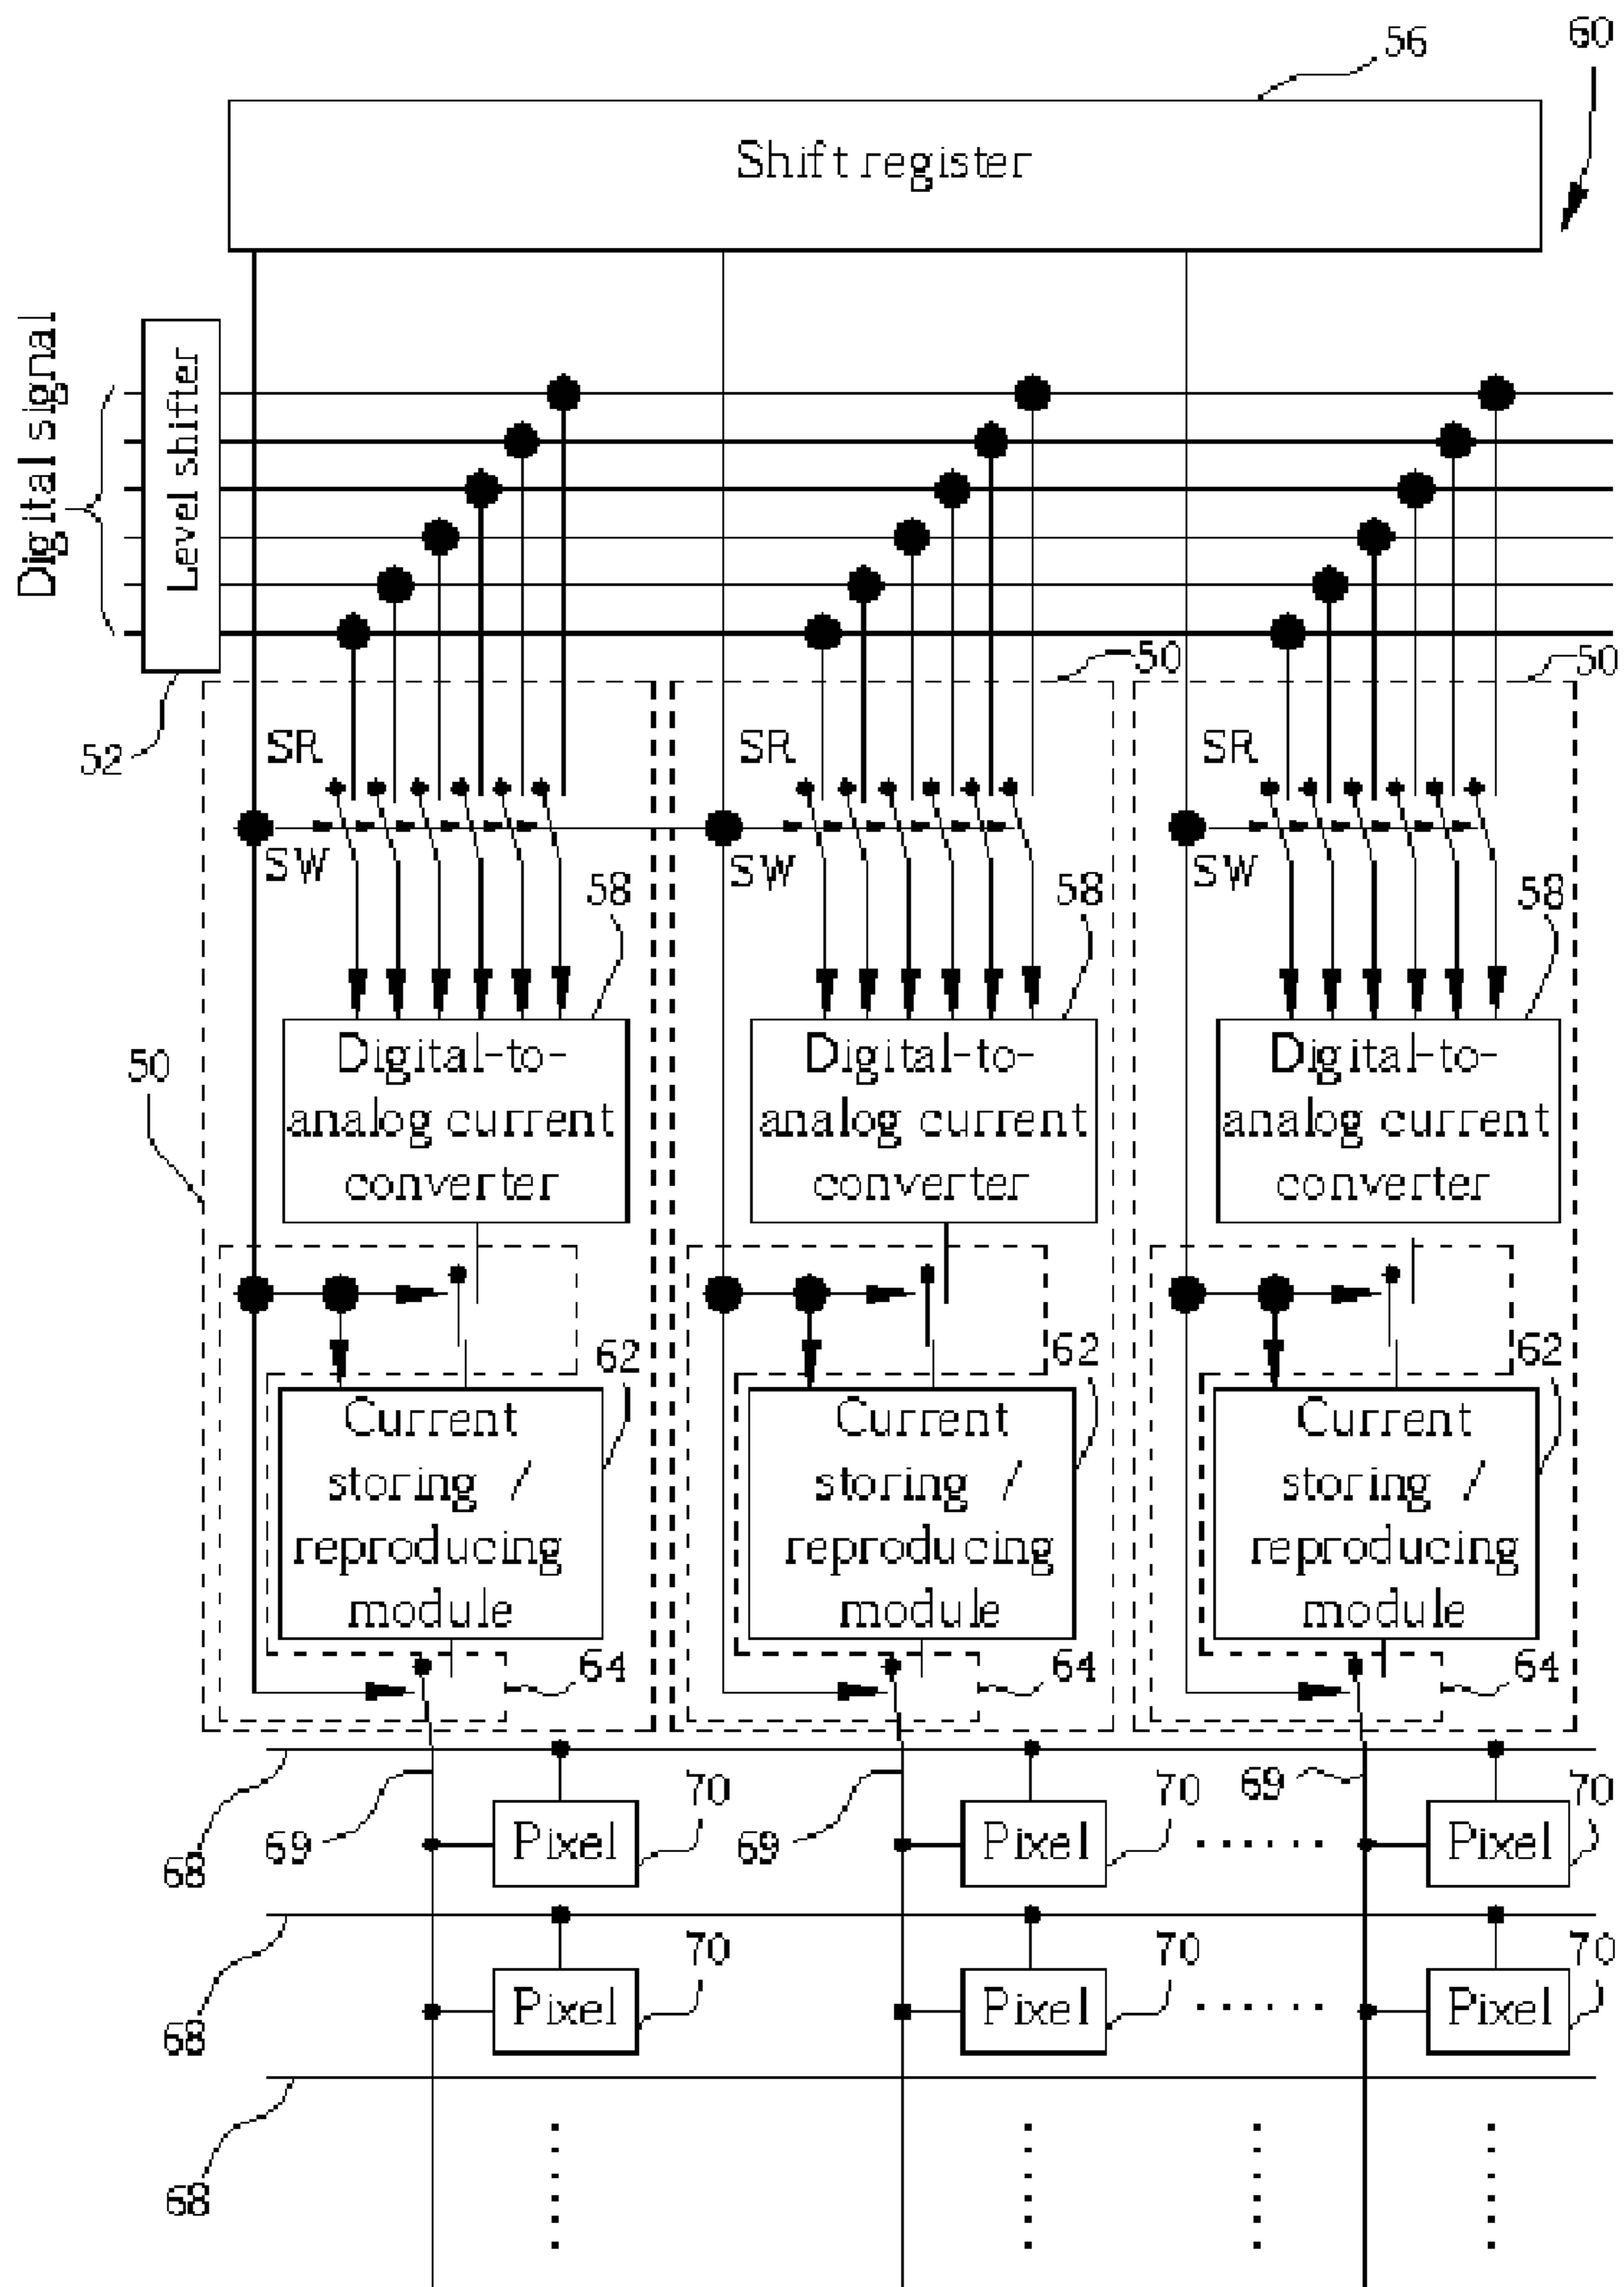 56
60
Shift register
Digital signal
Level shifter
52
50
50
SR
SR
SR
SW
SW
SW
58
58
58
50
Digital-to-
analog current
converter
Digital-to-
analog current
converter
Digital-to-
analog current
converter
62
62
62
Current
storing /
reproducing
module
Current
storing /
reproducing
module
Current
storing /
reproducing
module
64
64
64
68
69
Pixel
70
69
Pixel
70
69
Pixel
70
68
Pixel
70
Pixel
70
Pixel
70
68